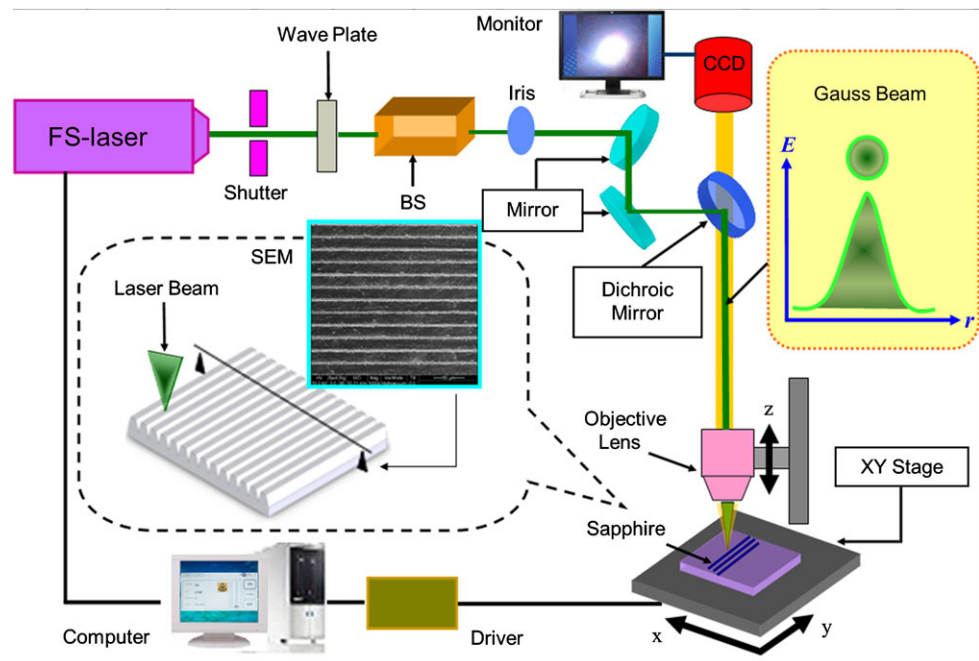 Monitor
Wave Plate
CCD
Gauss Beam
FS-laser
Iris
E
Shutter
BS
Mirror
SEM
Dichroic
Mirror
r
Laser Beam
Objective
Lens
z
XY Stage
Sapphire
Computer
Driver
x
y